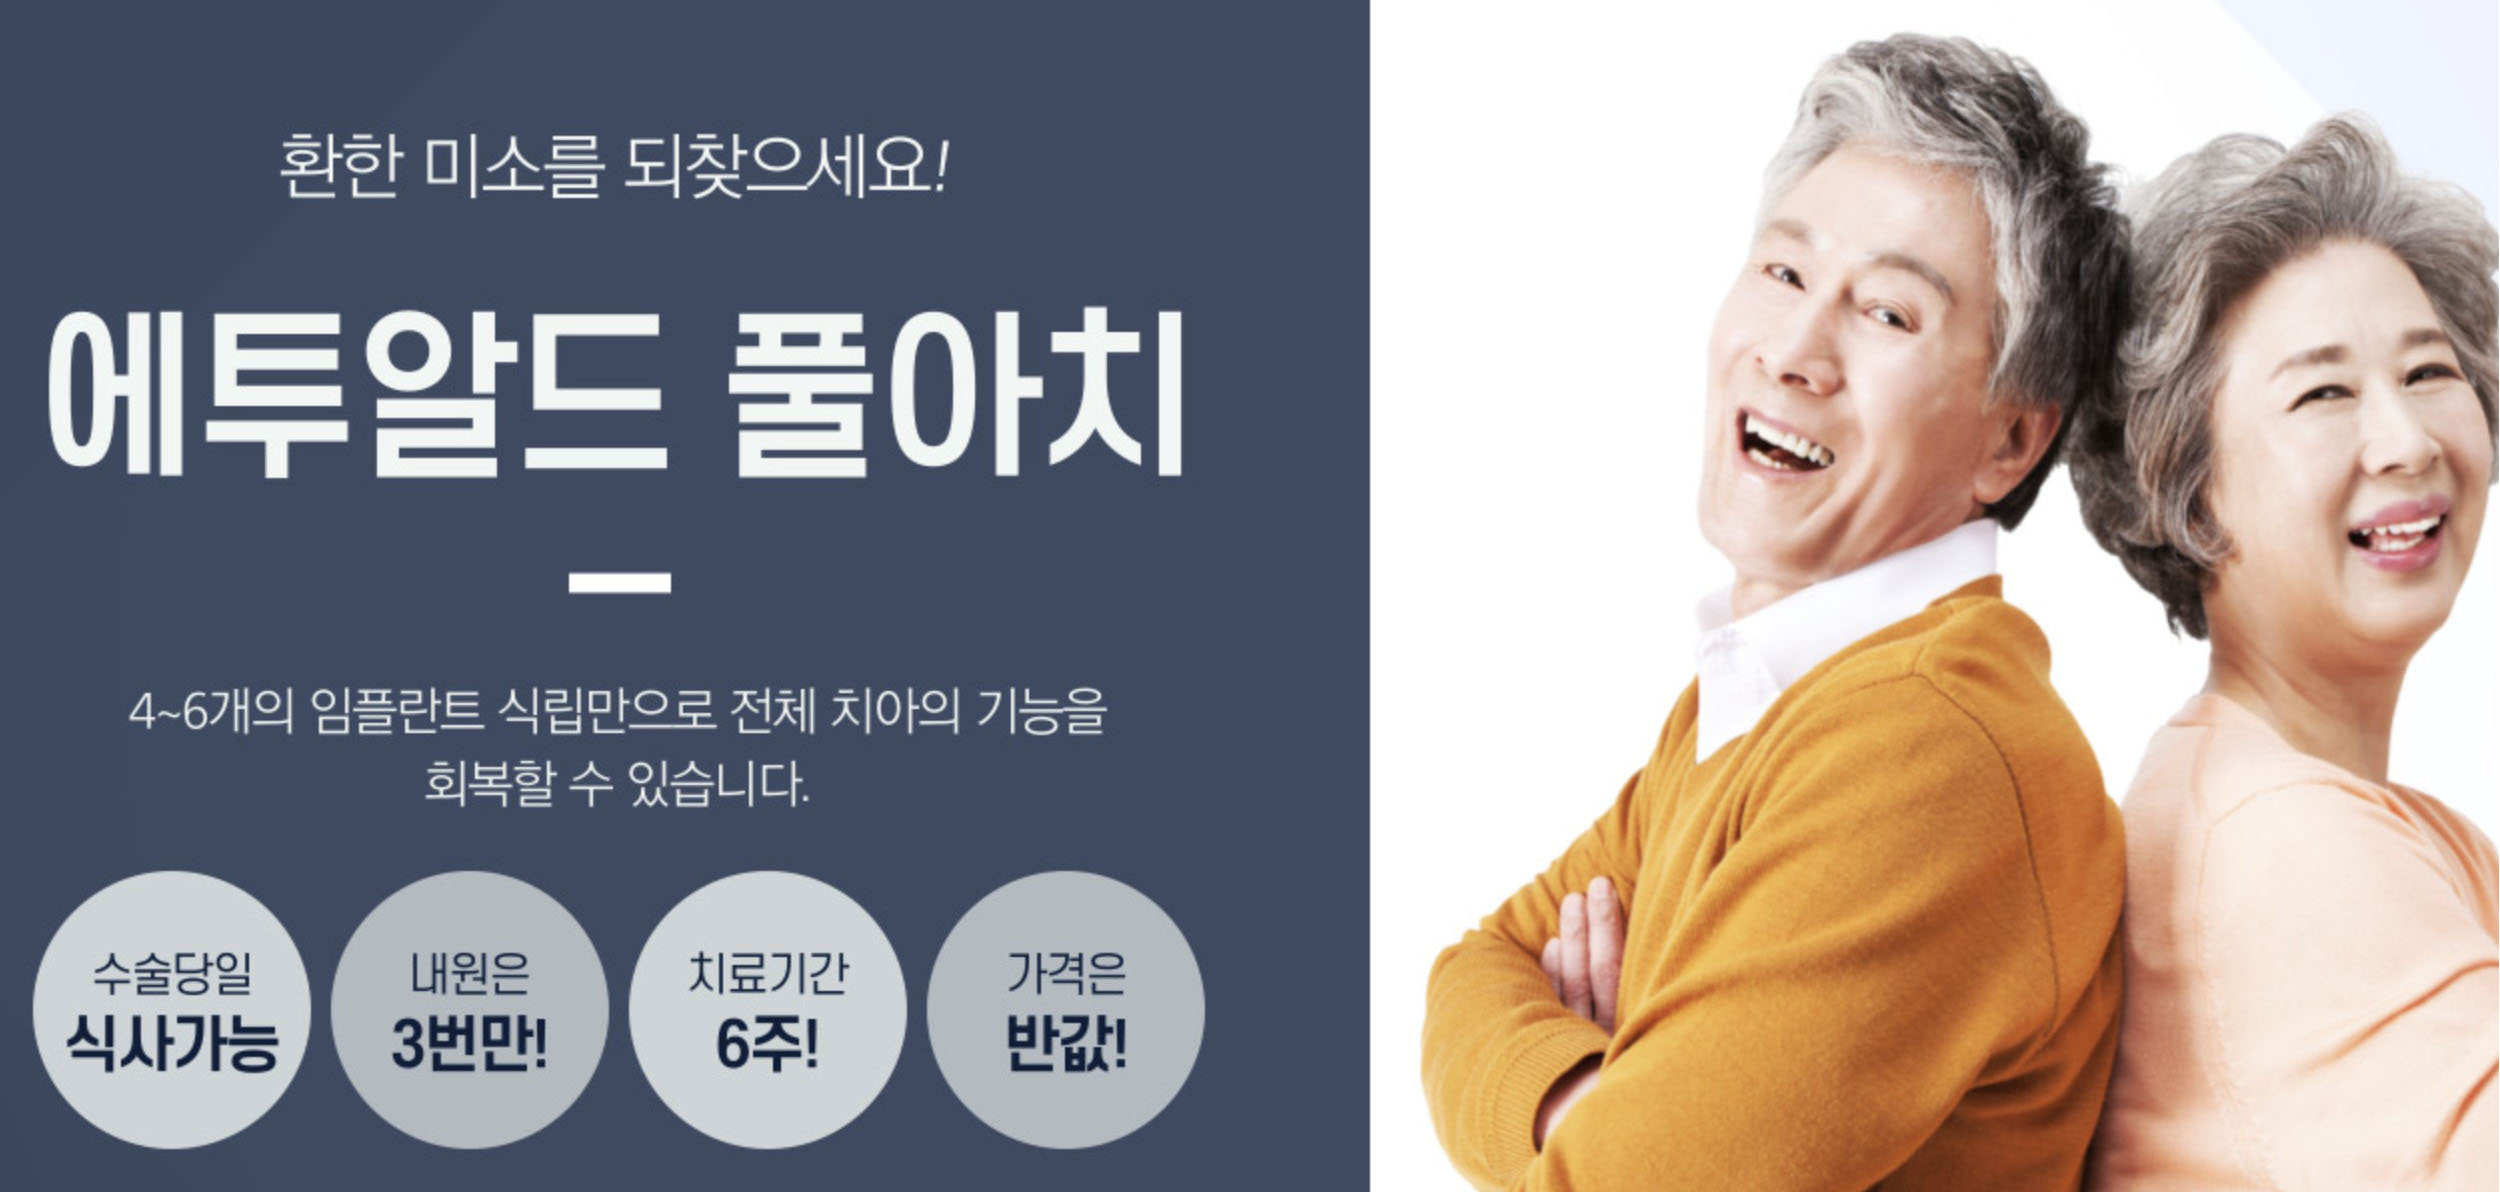 환한 미소를 되찾으세요!
에투알드 풀아치
4~6개의 임플란트 식립만으로 전체 치아의 기능을
회복할 수 있습니다.
수술당일
식사가능
내원은
3번만!
치료기간
6주!
가격은
반값!